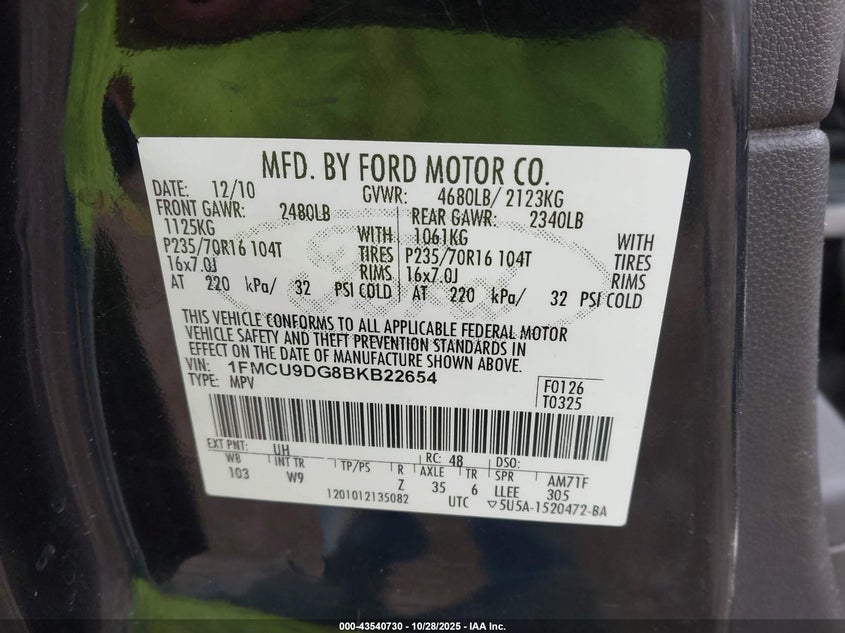 MFD. BY FORD MOTOR CO.
DATE: 12/10 GVWR: 4680LB/ 2123KG
FRONT GAWR: 2480LB REAR GAWR: 2340LB
1125KG WITH 1061KG WITH
P235/70R16 104T TIRES P235/70R16 104T TIRES
16x7.0J RIMS 16x7.0J RIMS
AT 220 kPa/ 32 PSI COLD AT 220 kPa/ 32 PSI COLD
THIS VEHICLE CONFORMS TO ALL APPLICABLE FEDERAL MOTOR
VEHICLE SAFETY AND THEFT PREVENTION STANDARDS IN
EFFECT ON THE DATE OF MANUFACTURE SHOWN ABOVE.
VIN: 1FMCU9DG8BKB22654
TYPE: MPV
F0126
T0325
EXT PNT: UH RC: 48 DSO:
WB INT TR TP/PS R AXLE TR SPR AM71F
103 W9 Z 35 6 LLEE 305
1201012135082 UTC ▽5U5A-1520472-BA
000-43540730 - 10/28/2025 - IAA Inc.